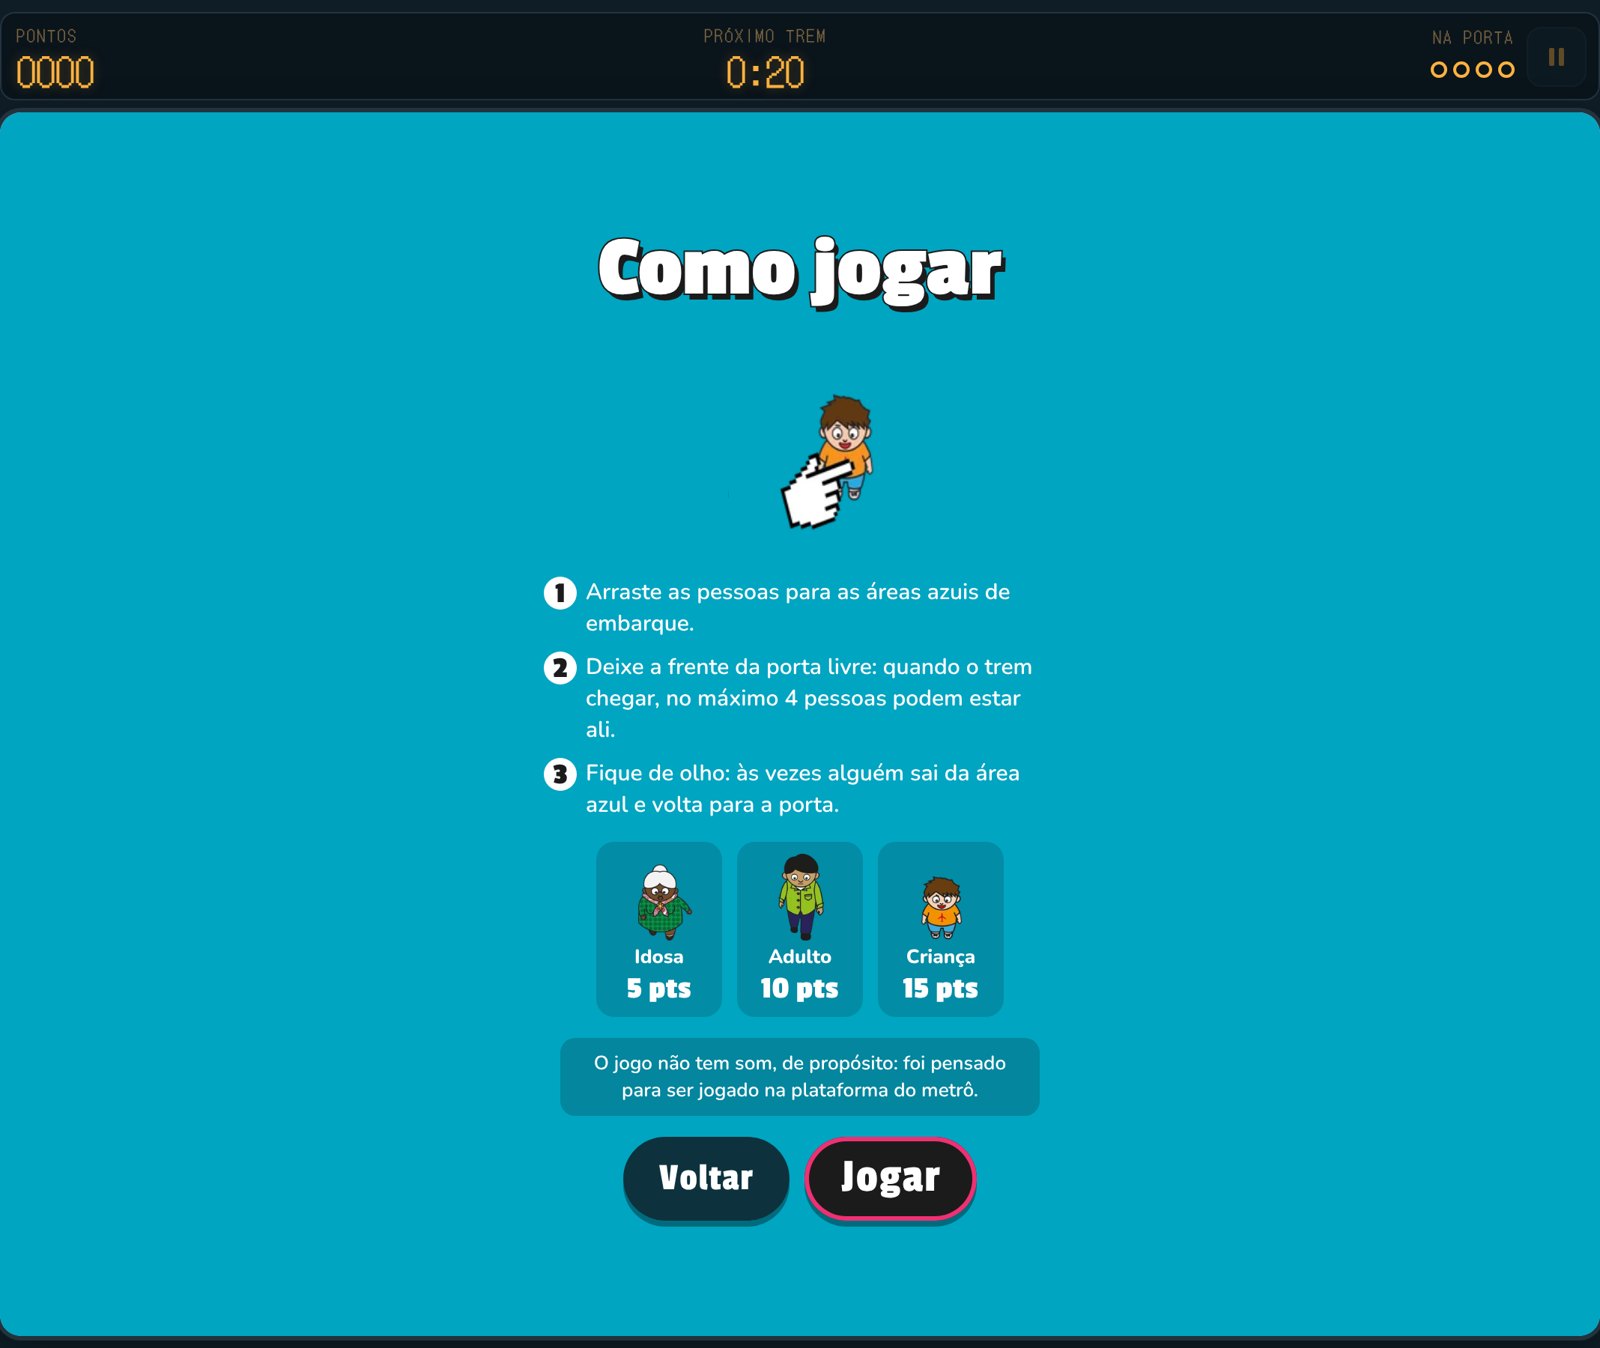 PONTOS
0000
PRÓXIMO TREM
0:20
NA PORTA
Como jogar
1 Arraste as pessoas para as áreas azuis de
embarque.
2 Deixe a frente da porta livre: quando o trem
chegar, no máximo 4 pessoas podem estar
ali.
3 Fique de olho: às vezes alguém sai da área
azul e volta para a porta.
Idosa
5 pts
Adulto
10 pts
Criança
15 pts
O jogo não tem som, de propósito: foi pensado
para ser jogado na plataforma do metrô.
Voltar
Jogar